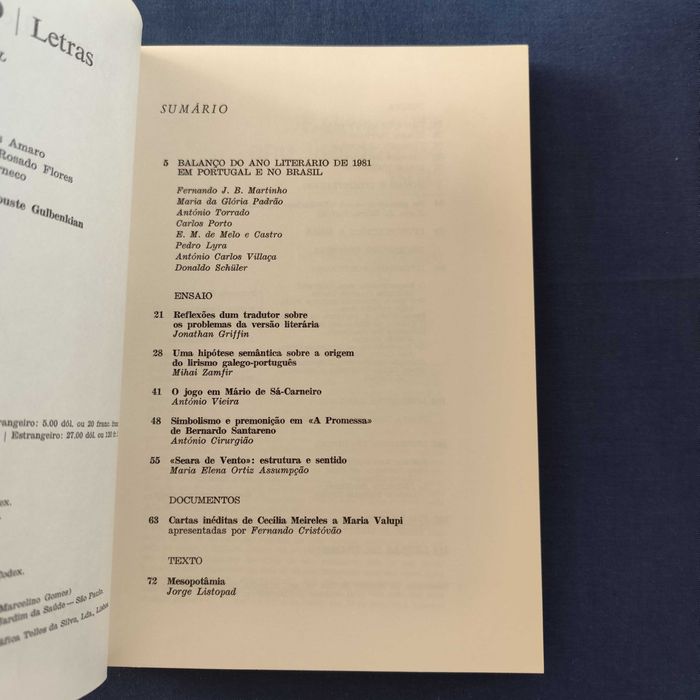 Letras
Amaro
Rosado Flores
Gulbenkian
5.00 dól. ou 20
| Estrangeiro: 27.00 dól. ou
Marcelino Gomes)
Jardim da Saúde — São Paulo
Telles da Silva, Lda.,
SUMÁRIO
5 BALANÇO DO ANO LITERÁRIO DE 1981
EM PORTUGAL E NO BRASIL
Fernando J. B. Martinho
Maria da Glória Padrão
António Torrado
Carlos Porto
E. M. de Melo e Castro
Pedro Lyra
António Carlos Villaça
Donaldo Schüler
ENSAIO
21 Reflexões dum tradutor sobre
os problemas da versão literária
Jonathan Griffin
28 Uma hipótese semântica sobre a origem
do lirismo galego-português
Mihai Zamfir
41 O jogo em Mário de Sá-Carneiro
António Vieira
48 Simbolismo e premonição em «A Promessa»
de Bernardo Santareno
António Cirurgião
55 «Seara de Vento»: estrutura e sentido
Maria Elena Ortiz Assumpção
DOCUMENTOS
63 Cartas inéditas de Cecília Meireles a Maria Valupi
apresentadas por Fernando Cristóvão
TEXTO
72 Mesopotâmia
Jorge Listopad